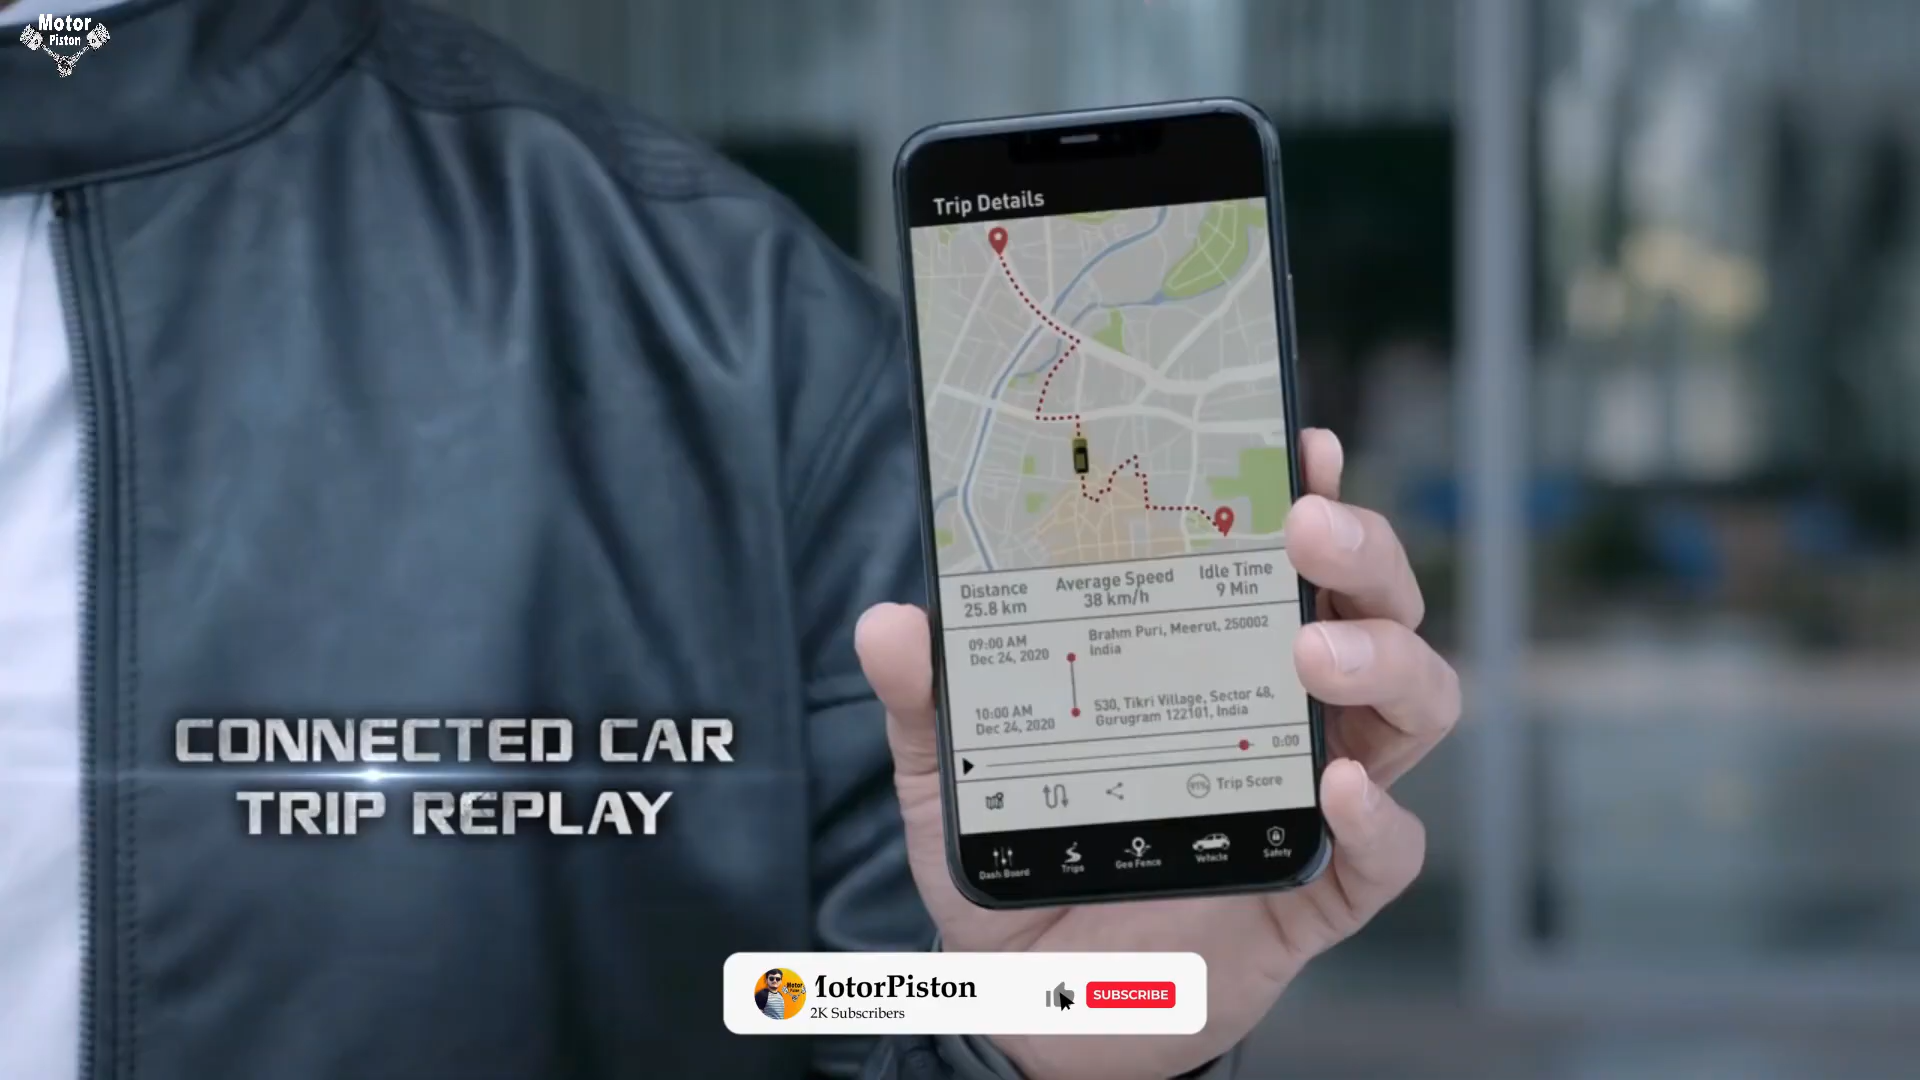 Motor
Piston
Trip Details
Distance
25.8 km
Average Speed
38 km/h
Idle Time
9 Min
09:00 AM
Dec 24, 2020
Brahm Puri, Meerut, 250002
India
10:00 AM
Dec 24, 2020
530, Tikri Village, Sector 48,
Gurugram 122101, India
0:00
91%
Trip Score
Dash Board
Trips
Geo Fence
Vehicle
Safety
CONNECTED CAR
TRIP REPLAY
MotorPiston
2K Subscribers
SUBSCRIBE